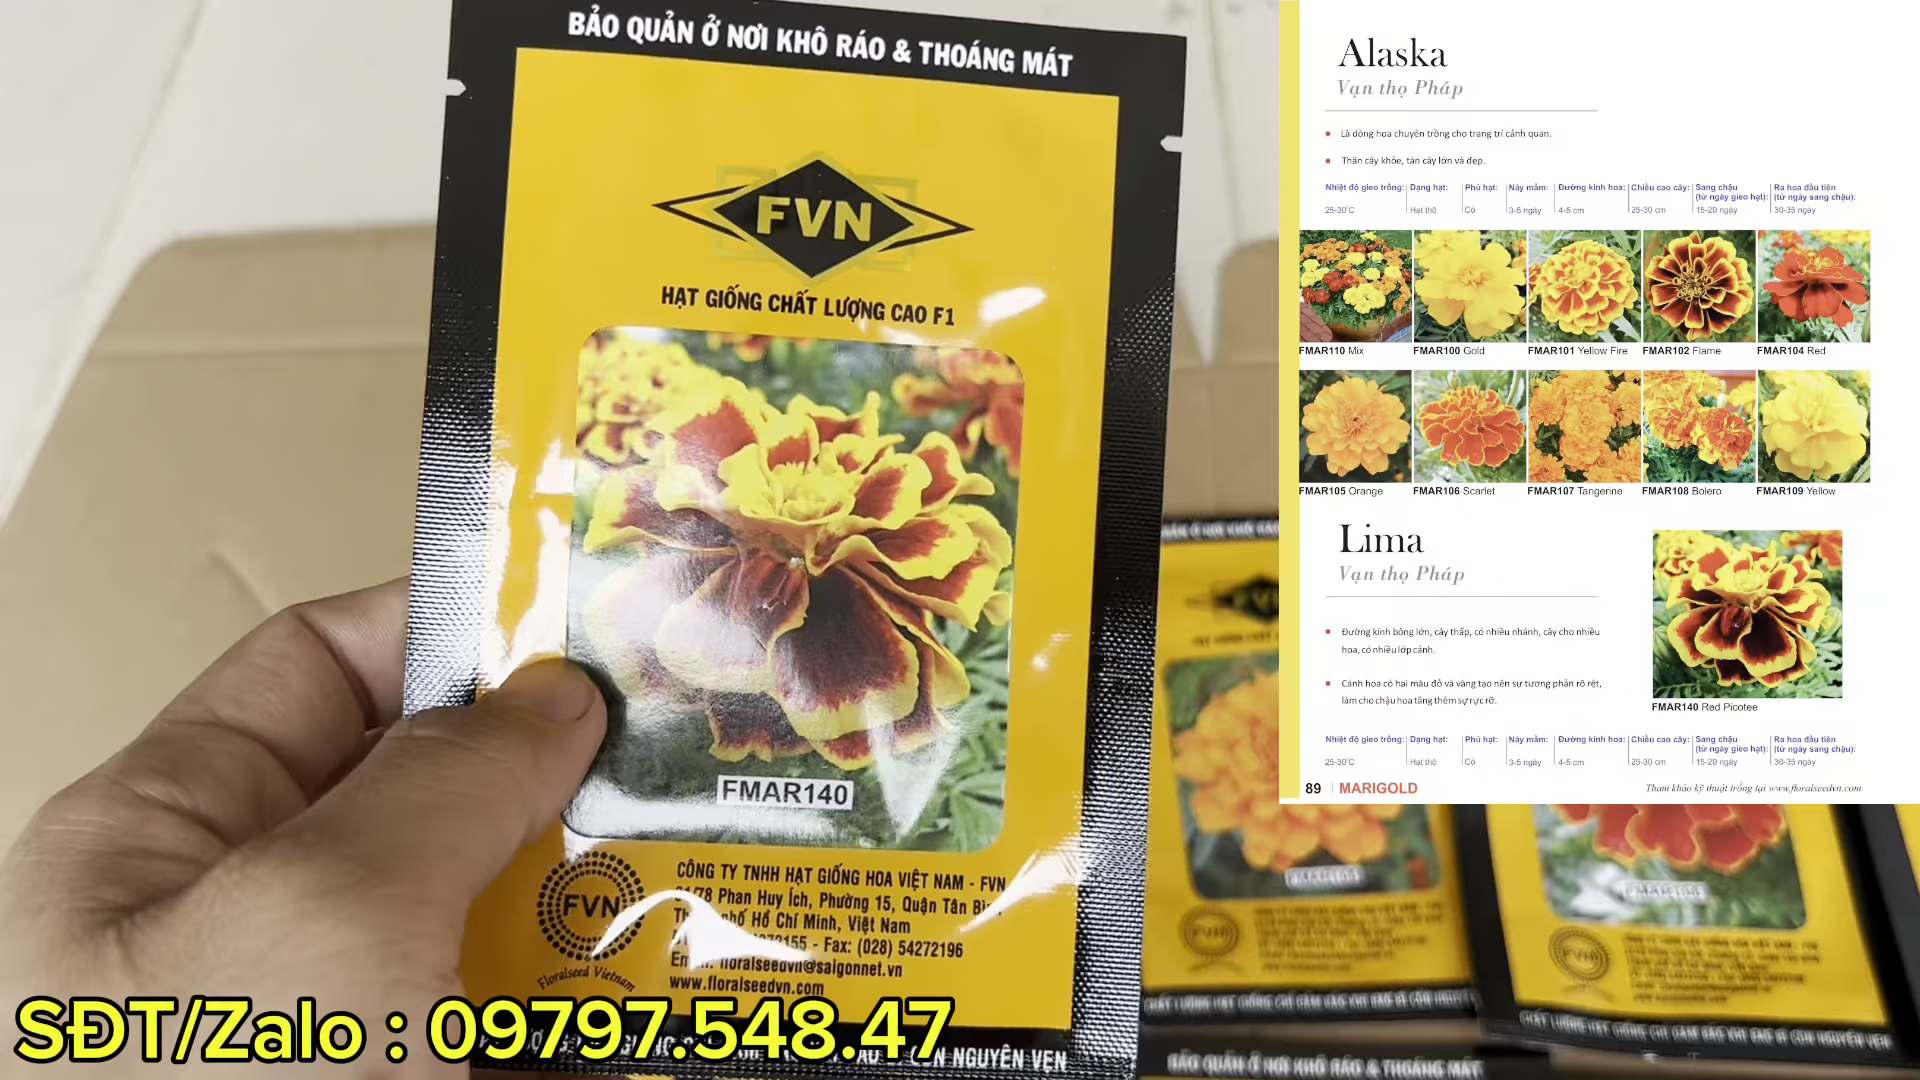 BẢO QUẢN Ở NƠI KHÔ RÁO & THOÁNG MÁT
FVN
HẠT GIỐNG CHẤT LƯỢNG CAO F1
FMAR140
CÔNG TY TNHH HẠT GIỐNG HOA VIỆT NAM - FVN
Phan Huy Ích, Phường 15, Quận Tân
Hồ Chí Minh, Việt Nam
- Fax: (028) 54272196
floralseedvn@saigonnet.vn
www.floralseedvn.com
FVN
Floralseed Vietnam
CÒN NGUYÊN VẸN
SĐT/Zalo : 09797.548.47
Alaska
Vạn thọ Pháp
Là dòng hoa chuyên trồng cho trang trí cảnh quan.
Thân cây khỏe, tán cây lớn và đẹp.
Nhiệt độ gieo trồng: Dạng hạt: Phủ hạt: Nảy mầm: Đường kính hoa: Chiều cao cây: Sang chậu (từ ngày gieo hạt): Ra hoa đầu tiên (từ ngày sang chậu):
25-30°C Hạt thô Có 3-5 ngày 4-5 cm 25-30 cm 15-20 ngày 30-35 ngày
FMAR110 Mix FMAR100 Gold FMAR101 Yellow Fire FMAR102 Flame FMAR104 Red
FMAR105 Orange FMAR106 Scarlet FMAR107 Tangerine FMAR108 Bolero FMAR109 Yellow
Lima
Vạn thọ Pháp
Đường kính bông lớn, cây thấp, có nhiều nhánh, cây cho nhiều
hoa, có nhiều lớp cánh.
Cánh hoa có hai màu đỏ và vàng tạo nên sự tương phản rõ rệt,
làm cho chậu hoa tăng thêm sự rực rỡ.
FMAR140 Red Picotee
Nhiệt độ gieo trồng: Dạng hạt: Phủ hạt: Nảy mầm: Đường kính hoa: Chiều cao cây: Sang chậu (từ ngày gieo hạt): Ra hoa đầu tiên (từ ngày sang chậu):
25-30°C Hạt thô Có 3-5 ngày 4-5 cm 25-30 cm 15-20 ngày 30-35 ngày
89 | MARIGOLD
Tham khảo kỹ thuật trồng tại www.floralseedvn.com
BẢO QUẢN Ở NƠI KHÔ RÁO & THOÁNG MÁT